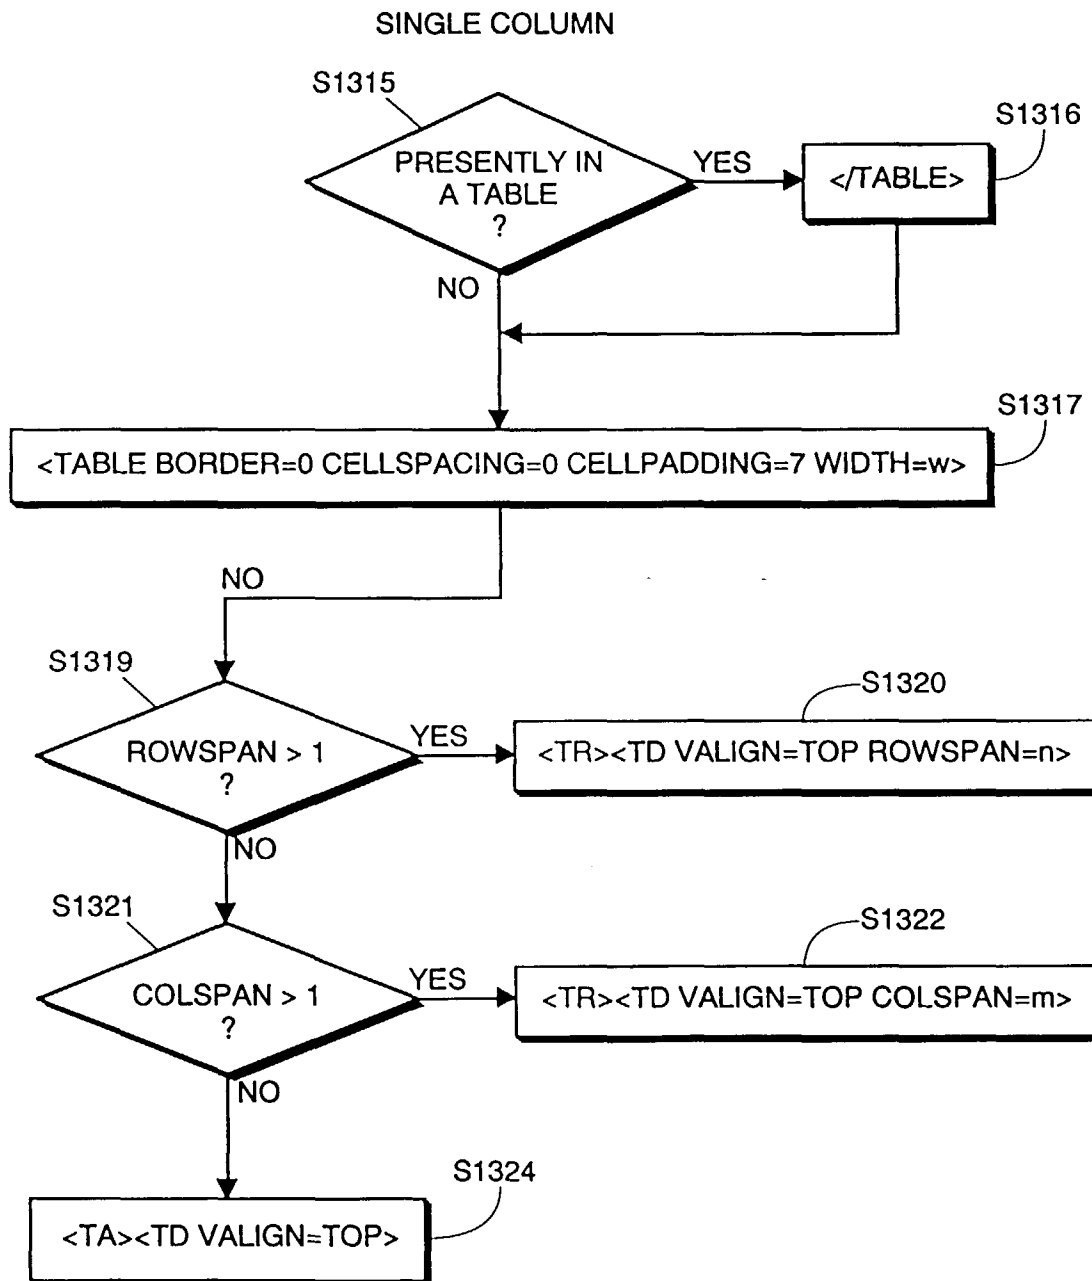 SINGLE COLUMN
S1315
S1316
PRESENTLY IN
A TABLE
?
YES
</TABLE>
NO
S1317
<TABLE BORDER=0 CELLSPACING=0 CELLPADDING=7 WIDTH=w>
NO
S1319
S1320
ROWSPAN > 1
?
YES
<TR><TD VALIGN=TOP ROWSPAN=n>
NO
S1321
S1322
COLSPAN > 1
?
YES
<TR><TD VALIGN=TOP COLSPAN=m>
NO
S1324
<TA><TD VALIGN=TOP>